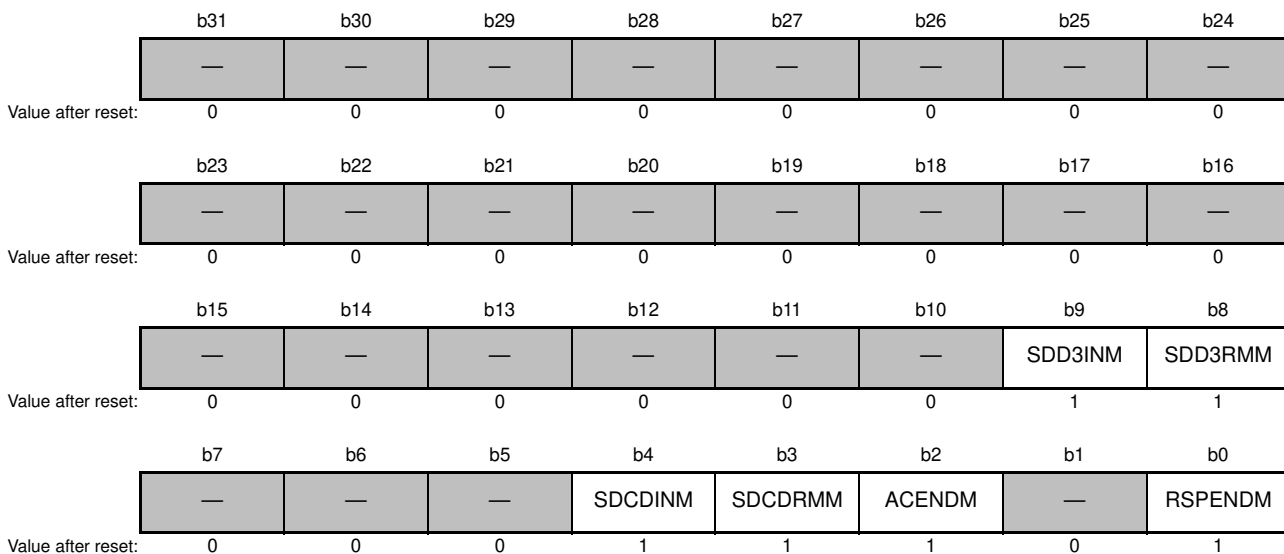 b31 b30 b29 b28 b27 b26 b25 b24
— — — — — — — —
Value after reset: 0 0 0 0 0 0 0 0
b23 b22 b21 b20 b19 b18 b17 b16
— — — — — — — —
Value after reset: 0 0 0 0 0 0 0 0
b15 b14 b13 b12 b11 b10 b9 b8
— — — — — — SDD3INM SDD3RMM
Value after reset: 0 0 0 0 0 0 1 1
b7 b6 b5 b4 b3 b2 b1 b0
— — — SDCDINM SDCDRMM ACENDM — RSPENDM
Value after reset: 0 0 0 1 1 1 0 1